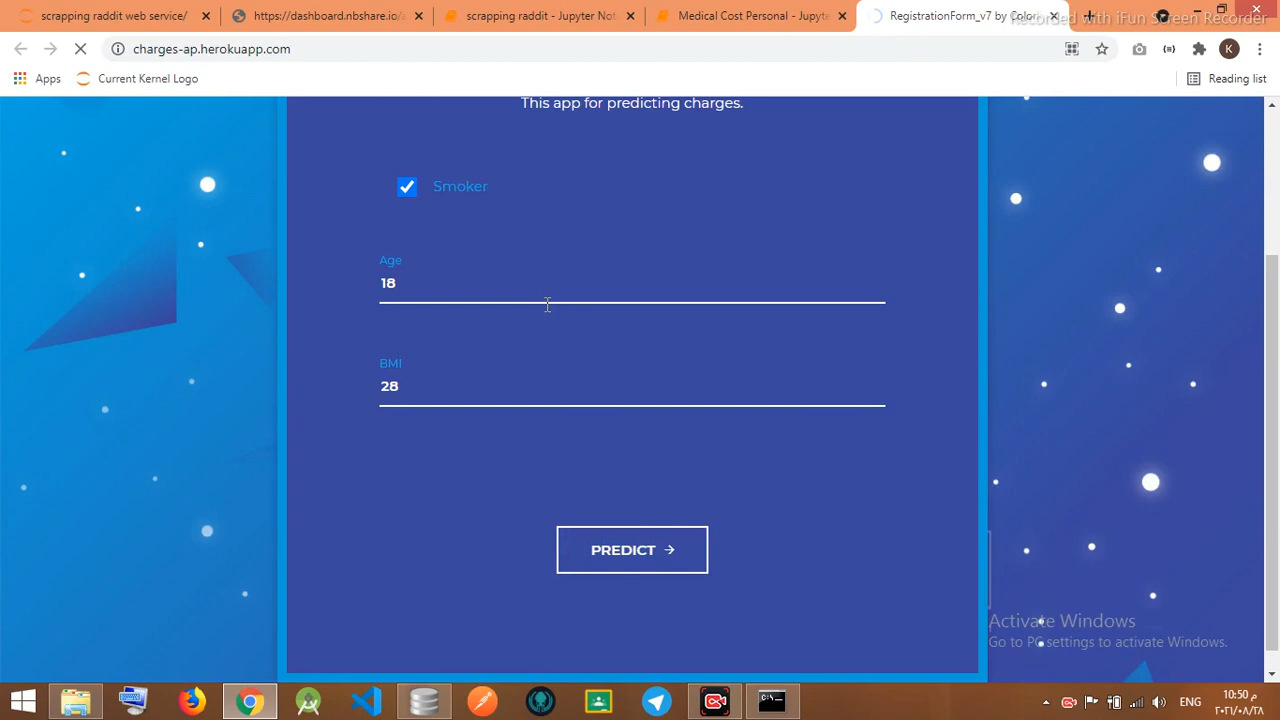 scrapping raddit web service/
https://dashboard.nbshare.io/a
scrapping raddit - Jupyter Not
Medical Cost Personal - Jupyte
RegistrationForm_v7 by Color
Recorded with iFun Screen Recorder
charges-ap.herokuapp.com
K
Apps
Current Kernel Logo
Reading list
This app for predicting charges.
Smoker
Age
18
BMI
28
PREDICT →
Activate Windows
Go to PC settings to activate Windows.
ENG
10:50 م
٢٠٢١/٠٨/٢٨